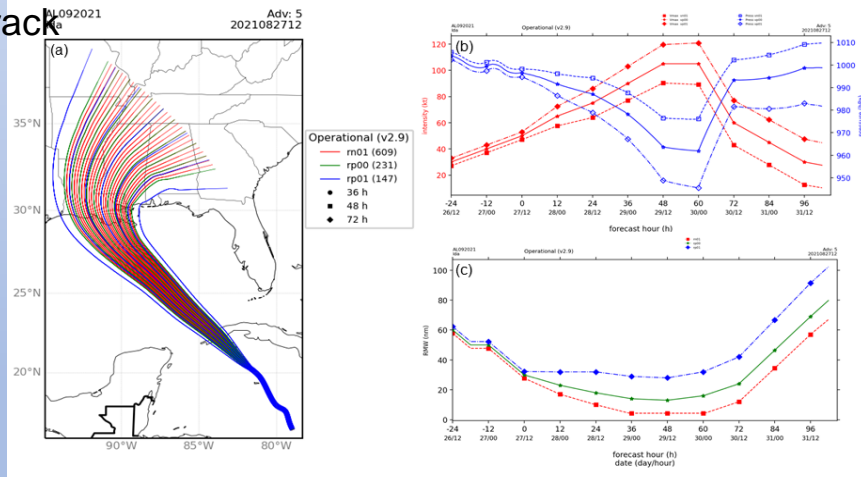 rack
AL092021
Ida
Adv: 5
2021082712
(a)
35°N
30°N
25°N
20°N
90°W
85°W
80°W
Operational (v2.9)
rn01 (609)
rp00 (231)
rp01 (147)
36 h
48 h
72 h
AL092021
Ida
Operational (v2.9)
Adv: 5
2021082712
(b)
intensity (kt)
120
100
80
60
40
20
1010
1000
990
980
970
960
950
-24 -12 0 12 24 36 48 60 72 84 96
26/12 27/00 27/12 28/00 28/12 29/00 29/12 30/00 30/12 31/00 31/12
forecast hour (h)
AL092021
Ida
Operational (v2.9)
Adv: 5
2021082712
(c)
RMW (nm)
100
80
60
40
20
0
-24 -12 0 12 24 36 48 60 72 84 96
26/12 27/00 27/12 28/00 28/12 29/00 29/12 30/00 30/12 31/00 31/12
forecast hour (h)
date (day/hour)